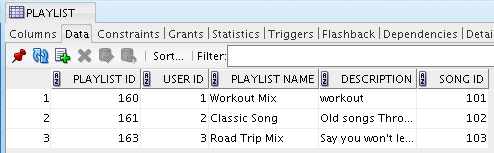 PLAYLIST
Columns Data Constraints Grants Statistics Triggers Flashback Dependencies Detai
Sort... Filter:
PLAYLIST ID USER ID PLAYLIST NAME DESCRIPTION SONG ID
1 160 1 Workout Mix workout 101
2 161 2 Classic Song Old songs Thro... 102
3 163 3 Road Trip Mix Say you won't le... 103